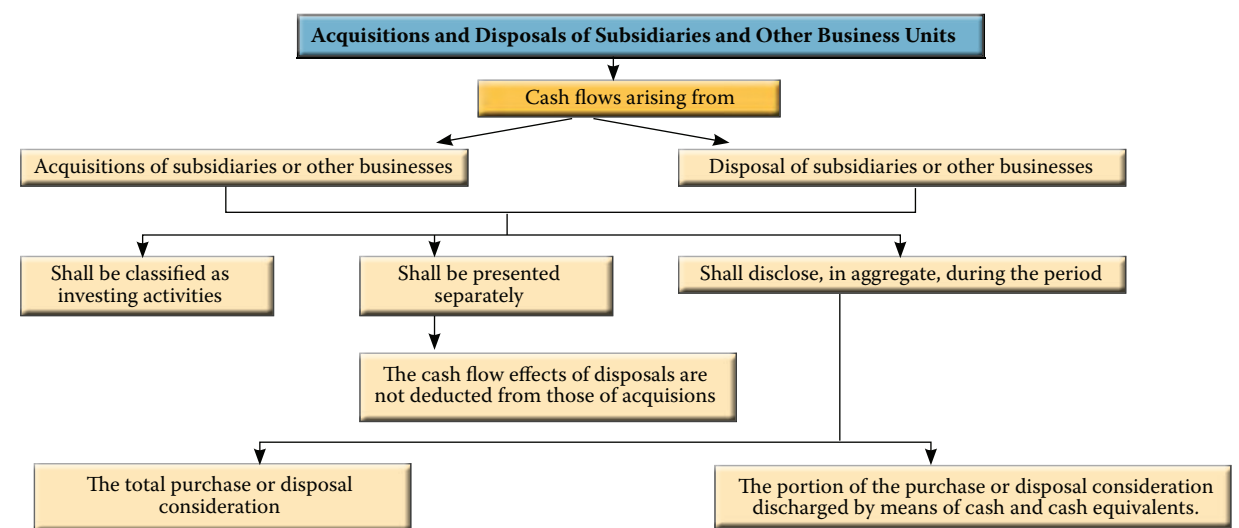 Acquisitions and Disposals of Subsidiaries and Other Business Units
Cash flows arising from
Acquisitions of subsidiaries or other businesses
Disposal of subsidiaries or other businesses
Shall be classified as
investing activities
Shall be presented
separately
Shall disclose, in aggregate, during the period
The cash flow effects of disposals are
not deducted from those of acquisions
The total purchase or disposal
consideration
The portion of the purchase or disposal consideration
discharged by means of cash and cash equivalents.